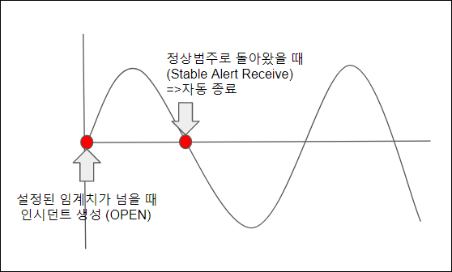 정상범주로 돌아왔을 때
(Stable Alert Receive)
=>자동 종료
설정된 임계치가 넘을 때
인시던트 생성 (OPEN)